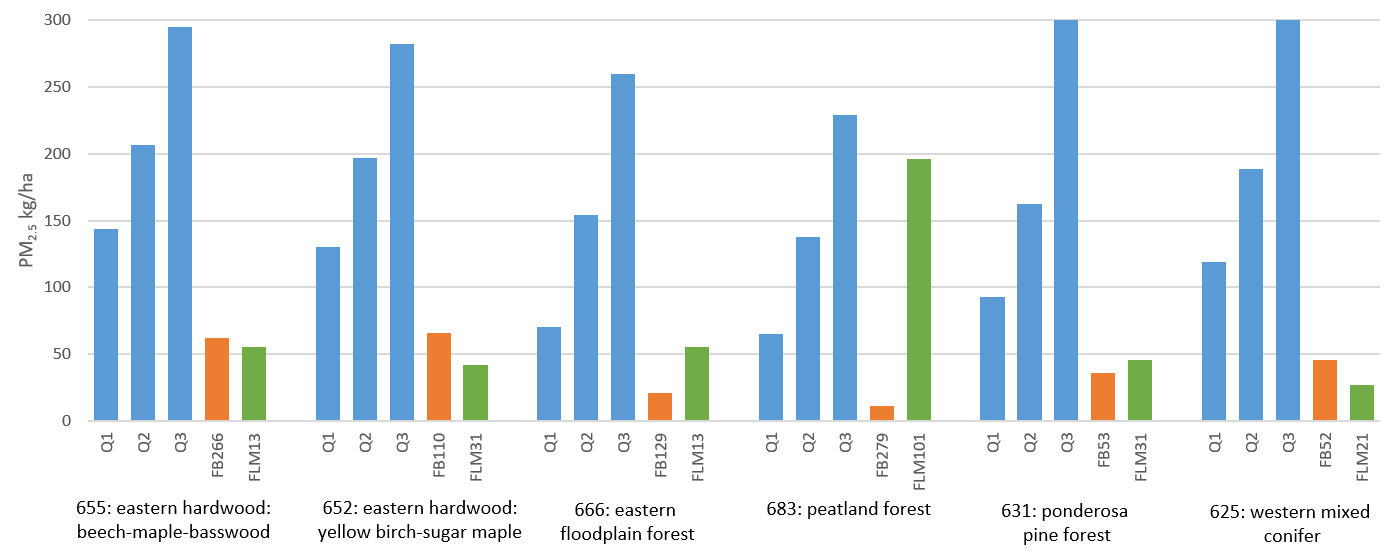 300
250
200
150
100
50
0
PM2.5 kg/ha
Q1 Q2 Q3 FB266 FLM13
Q1 Q2 Q3 FB110 FLM31
Q1 Q2 Q3 FB129 FLM13
Q1 Q2 Q3 FB279 FLM101
Q1 Q2 Q3 FB53 FLM31
Q1 Q2 Q3 FB52 FLM21
655: eastern hardwood:
beech-maple-basswood
652: eastern hardwood:
yellow birch-sugar maple
666: eastern
floodplain forest
683: peatland forest
631: ponderosa
pine forest
625: western mixed
conifer